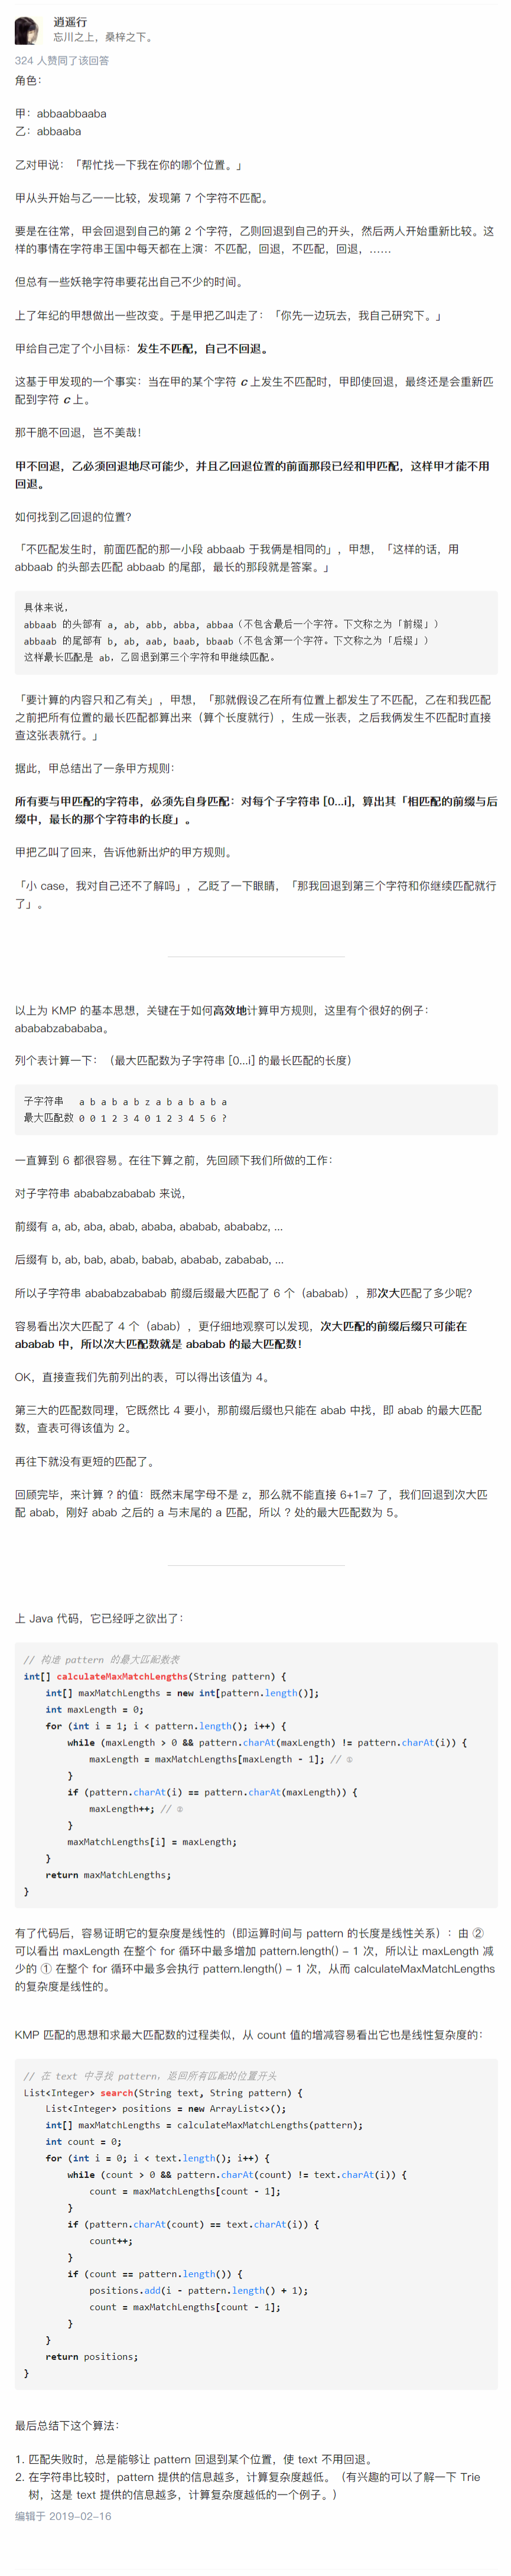 逍遥行
忘川之上，桑梓之下。
324 人赞同了该回答
角色：
甲：abbaabbaaba
乙：abbaaba
乙对甲说：「帮忙找一下我在你的哪个位置。」
甲从头开始与乙一一比较，发现第 7 个字符不匹配。
要是在往常，甲会回退到自己的第 2 个字符，乙则回退到自己的开头，然后两人开始重新比较。这
样的事情在字符串王国中每天都在上演：不匹配，回退，不匹配，回退，……
但总有一些妖艳字符串要花出自己不少的时间。
上了年纪的甲想做出一些改变。于是甲把乙叫走了：「你先一边玩去，我自己研究下。」
甲给自己定了个小目标：发生不匹配，自己不回退。
这基于甲发现的一个事实：当在甲的某个字符 c 上发生不匹配时，甲即使回退，最终还是会重新匹
配到字符 c 上。
那干脆不回退，岂不美哉！
甲不回退，乙必须回退地尽可能少，并且乙回退位置的前面那段已经和甲匹配，这样甲才能不用
回退。
如何找到乙回退的位置？
「不匹配发生时，前面匹配的那一小段 abbaab 于我俩是相同的」，甲想，「这样的话，用
abbaab 的头部去匹配 abbaab 的尾部，最长的那段就是答案。」
具体来说，
abbaab 的头部有 a, ab, abb, abba, abbaa（不包含最后一个字符。下文称之为「前缀」）
abbaab 的尾部有 b, ab, aab, baab, bbaab（不包含第一个字符。下文称之为「后缀」）
这样最长匹配是 ab，乙回退到第三个字符和甲继续匹配。
「要计算的内容只和乙有关」，甲想，「那就假设乙在所有位置上都发生了不匹配，乙在和我匹配
之前把所有位置的最长匹配都算出来（算个长度就行），生成一张表，之后我俩发生不匹配时直接
查这张表就行。」
据此，甲总结出了一条甲方规则：
所有要与甲匹配的字符串，必须先自身匹配：对每个子字符串 [0...i]，算出其「相匹配的前缀与后
缀中，最长的那个字符串的长度」。
甲把乙叫了回来，告诉他新出炉的甲方规则。
「小 case，我对自己还不了解吗」，乙眨了一下眼睛，「那我回退到第三个字符和你继续匹配就行
了」。
以上为 KMP 的基本思想，关键在于如何高效地计算甲方规则，这里有个很好的例子：
abababzabababa。
列个表计算一下：（最大匹配数为子字符串 [0...i] 的最长匹配的长度）
子字符串 a b a b a b z a b a b a b a
最大匹配数 0 0 1 2 3 4 0 1 2 3 4 5 6 ?
一直算到 6 都很容易。在往下算之前，先回顾下我们所做的工作：
对子字符串 abababzababab 来说，
前缀有 a, ab, aba, abab, ababa, ababab, abababz, ...
后缀有 b, ab, bab, abab, babab, ababab, zababab, ...
所以子字符串 abababzababab 前缀后缀最大匹配了 6 个（ababab），那次大匹配了多少呢？
容易看出次大匹配了 4 个（abab），更仔细地观察可以发现，次大匹配的前缀后缀只可能在
ababab 中，所以次大匹配数就是 ababab 的最大匹配数！
OK，直接查我们先前列出的表，可以得出该值为 4。
第三大的匹配数同理，它既然比 4 要小，那前缀后缀也只能在 abab 中找，即 abab 的最大匹配
数，查表可得该值为 2。
再往下就没有更短的匹配了。
回顾完毕，来计算 ? 的值：既然末尾字母不是 z，那么就不能直接 6+1=7 了，我们回退到次大匹
配 abab，刚好 abab 之后的 a 与末尾的 a 匹配，所以 ? 处的最大匹配数为 5。
上 Java 代码，它已经呼之欲出了：
// 构造 pattern 的最大匹配数表
int[] calculateMaxMatchLengths(String pattern) {
int[] maxMatchLengths = new int[pattern.length()];
int maxLength = 0;
for (int i = 1; i < pattern.length(); i++) {
while (maxLength > 0 && pattern.charAt(maxLength) != pattern.charAt(i)) {
maxLength = maxMatchLengths[maxLength - 1]; // ①
}
if (pattern.charAt(i) == pattern.charAt(maxLength)) {
maxLength++; // ②
}
maxMatchLengths[i] = maxLength;
}
return maxMatchLengths;
}
有了代码后，容易证明它的复杂度是线性的（即运算时间与 pattern 的长度是线性关系）：由 ②
可以看出 maxLength 在整个 for 循环中最多增加 pattern.length() - 1 次，所以让 maxLength 减
少的 ① 在整个 for 循环中最多会执行 pattern.length() - 1 次，从而 calculateMaxMatchLengths
的复杂度是线性的。
KMP 匹配的思想和求最大匹配数的过程类似，从 count 值的增减容易看出它也是线性复杂度的：
// 在 text 中寻找 pattern，返回所有匹配的位置开头
List<Integer> search(String text, String pattern) {
List<Integer> positions = new ArrayList<>();
int[] maxMatchLengths = calculateMaxMatchLengths(pattern);
int count = 0;
for (int i = 0; i < text.length(); i++) {
while (count > 0 && pattern.charAt(count) != text.charAt(i)) {
count = maxMatchLengths[count - 1];
}
if (pattern.charAt(count) == text.charAt(i)) {
count++;
}
if (count == pattern.length()) {
positions.add(i - pattern.length() + 1);
count = maxMatchLengths[count - 1];
}
}
return positions;
}
最后总结下这个算法：
1. 匹配失败时，总是能够让 pattern 回退到某个位置，使 text 不用回退。
2. 在字符串比较时，pattern 提供的信息越多，计算复杂度越低。（有兴趣的可以了解一下 Trie
树，这是 text 提供的信息越多，计算复杂度越低的一个例子。）
编辑于 2019-02-16